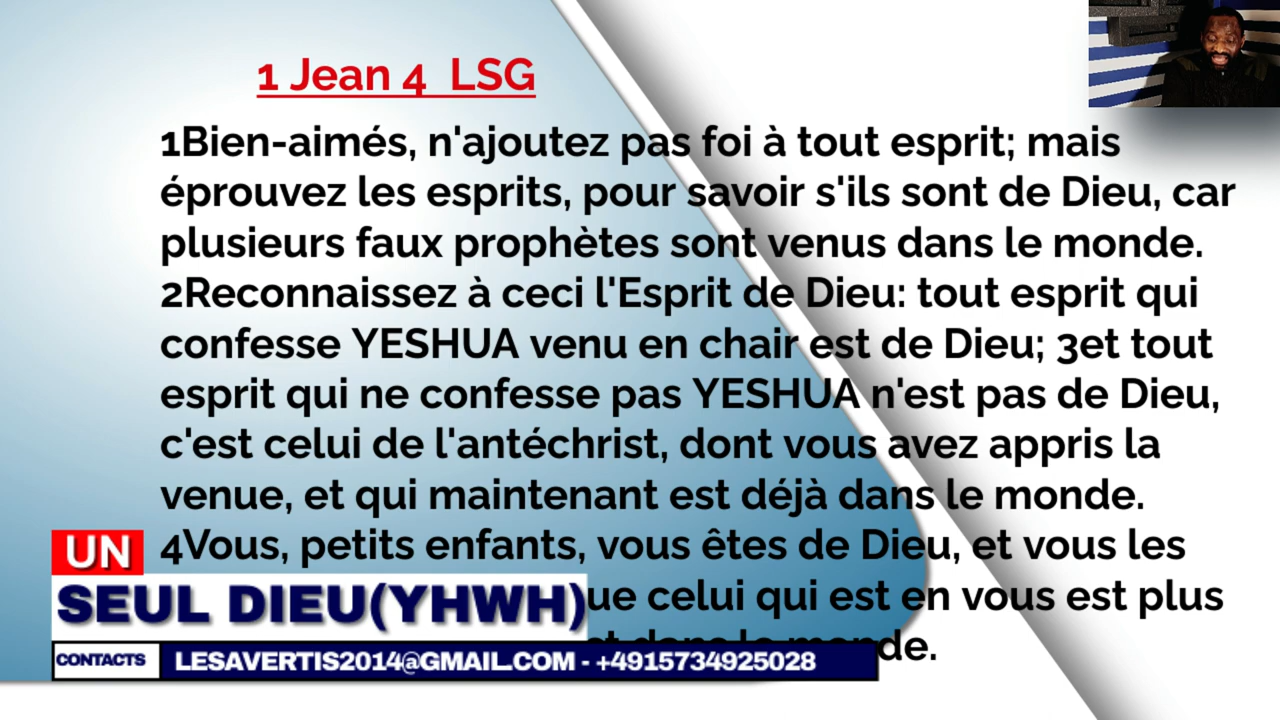 1 Jean 4 LSG
1Bien-aimés, n'ajoutez pas foi à tout esprit; mais
éprouvez les esprits, pour savoir s'ils sont de Dieu, car
plusieurs faux prophètes sont venus dans le monde.
2Reconnaissez à ceci l'Esprit de Dieu: tout esprit qui
confesse YESHUA venu en chair est de Dieu; 3et tout
esprit qui ne confesse pas YESHUA n'est pas de Dieu,
c'est celui de l'antéchrist, dont vous avez appris la
venue, et qui maintenant est déjà dans le monde.
4Vous, petits enfants, vous êtes de Dieu, et vous les
celui qui est en vous est plus
dans le monde.
UN
SEUL DIEU(YHWH)
CONTACTS LESAVERTIS2014@GMAIL.COM - +4915734925028